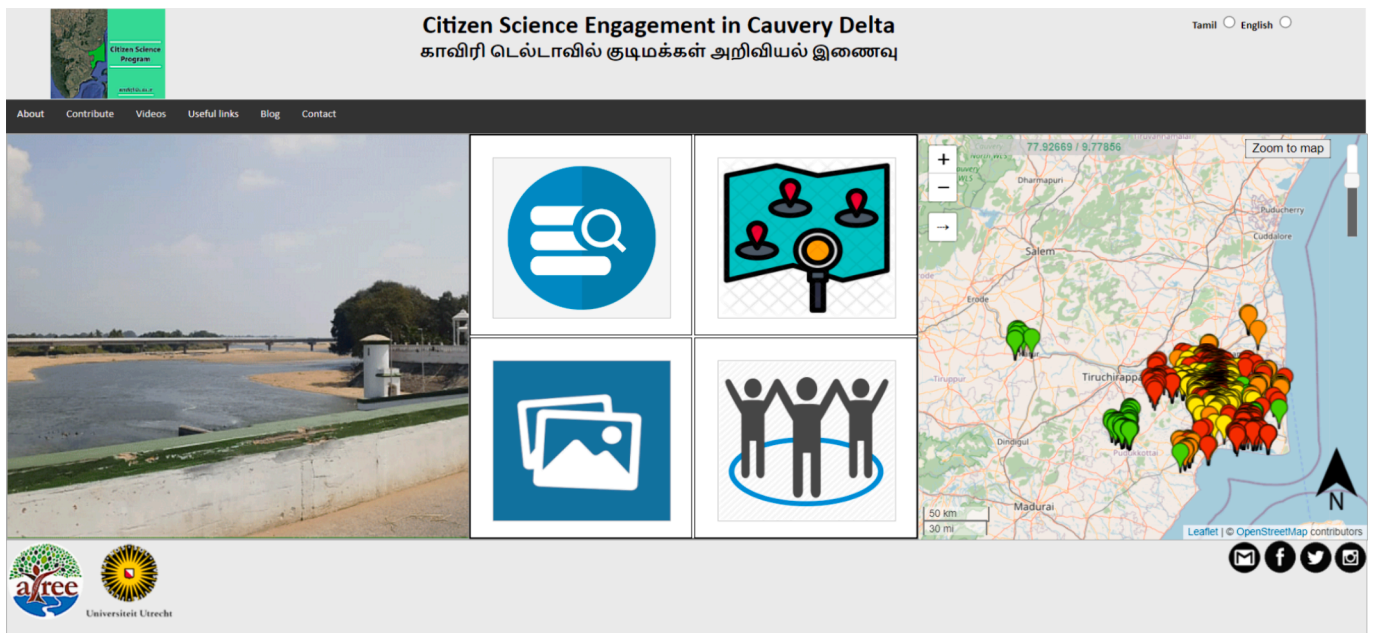 Citizen Science
Program
Citizen Science Engagement in Cauvery Delta
காவிரி டெல்டாவில் குடிமக்கள் அறிவியல் இணைவு
Tamil English
About Contribute Videos Useful links Blog Contact
+
−
→
77.92669 / 9.77856
Zoom to map
Dharmapuri
Puducherry
Cuddalore
Salem
Erode
Tiruppur
Tiruchirapp
Dindigul
Pudukkottai
Madurai
N
50 km
30 mi
Leaflet | © OpenStreetMap contributors
atree
Universiteit Utrecht